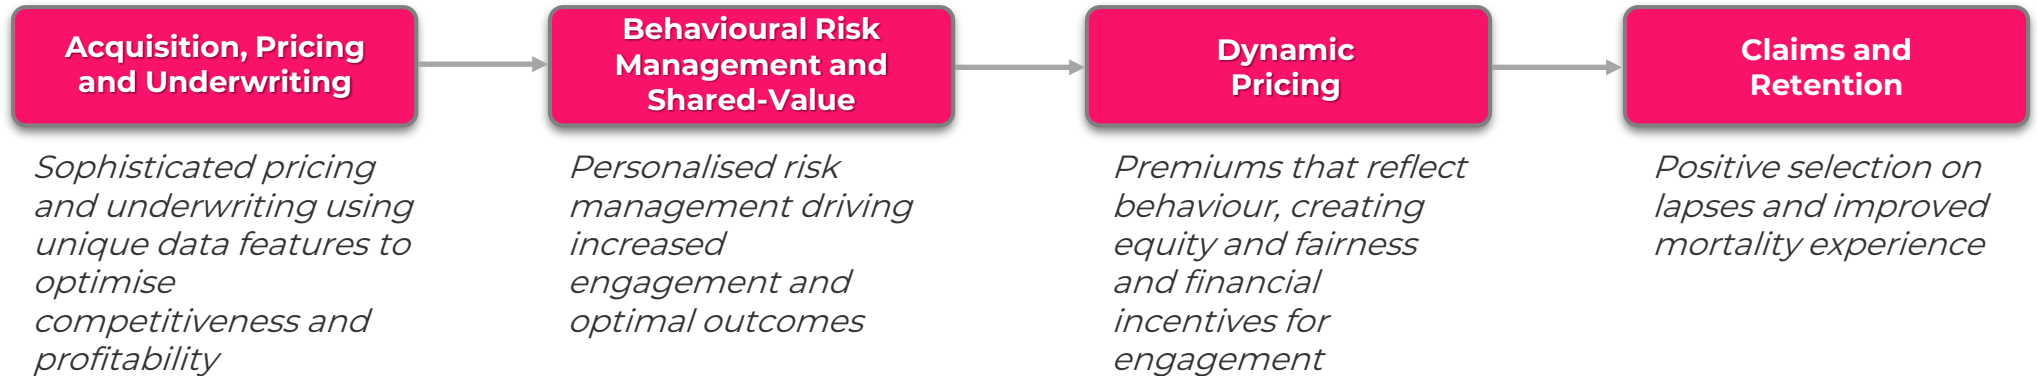 Acquisition, Pricing
and Underwriting
Sophisticated pricing
and underwriting using
unique data features to
optimise
competitiveness and
profitability
Behavioural Risk
Management and
Shared-Value
Personalised risk
management driving
increased
engagement and
optimal outcomes
Dynamic
Pricing
Premiums that reflect
behaviour, creating
equity and fairness
and financial
incentives for
engagement
Claims and
Retention
Positive selection on
lapses and improved
mortality experience